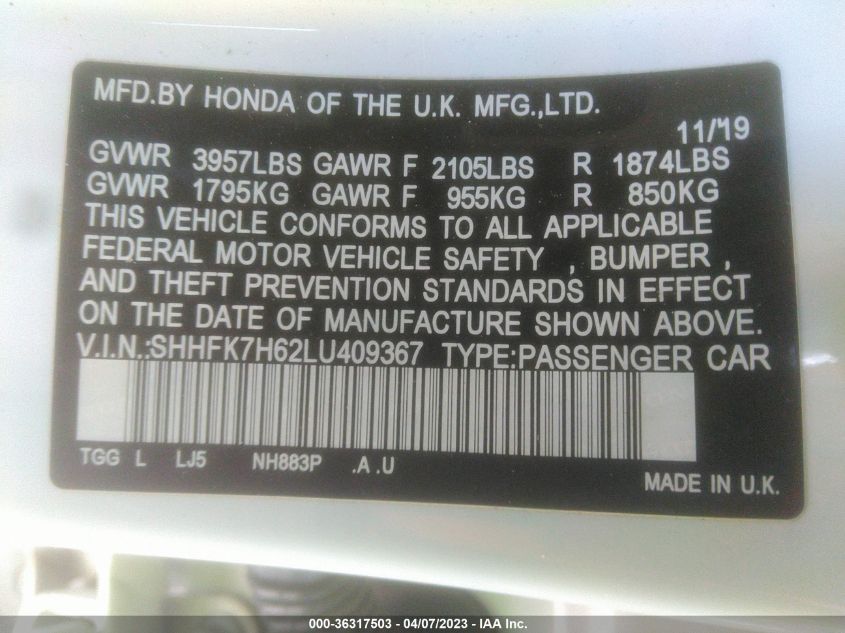 MFD.BY HONDA OF THE U.K. MFG.,LTD.
11/19
GVWR 3957LBS GAWR F 2105LBS R 1874LBS
GVWR 1795KG GAWR F 955KG R 850KG
THIS VEHICLE CONFORMS TO ALL APPLICABLE
FEDERAL MOTOR VEHICLE SAFETY , BUMPER ,
AND THEFT PREVENTION STANDARDS IN EFFECT
ON THE DATE OF MANUFACTURE SHOWN ABOVE.
V.I.N.:SHHFK7H62LU409367 TYPE:PASSENGER CAR
TGG L LJ5 NH883P .A .U
MADE IN U.K.
000-36317503 - 04/07/2023 - IAA Inc.